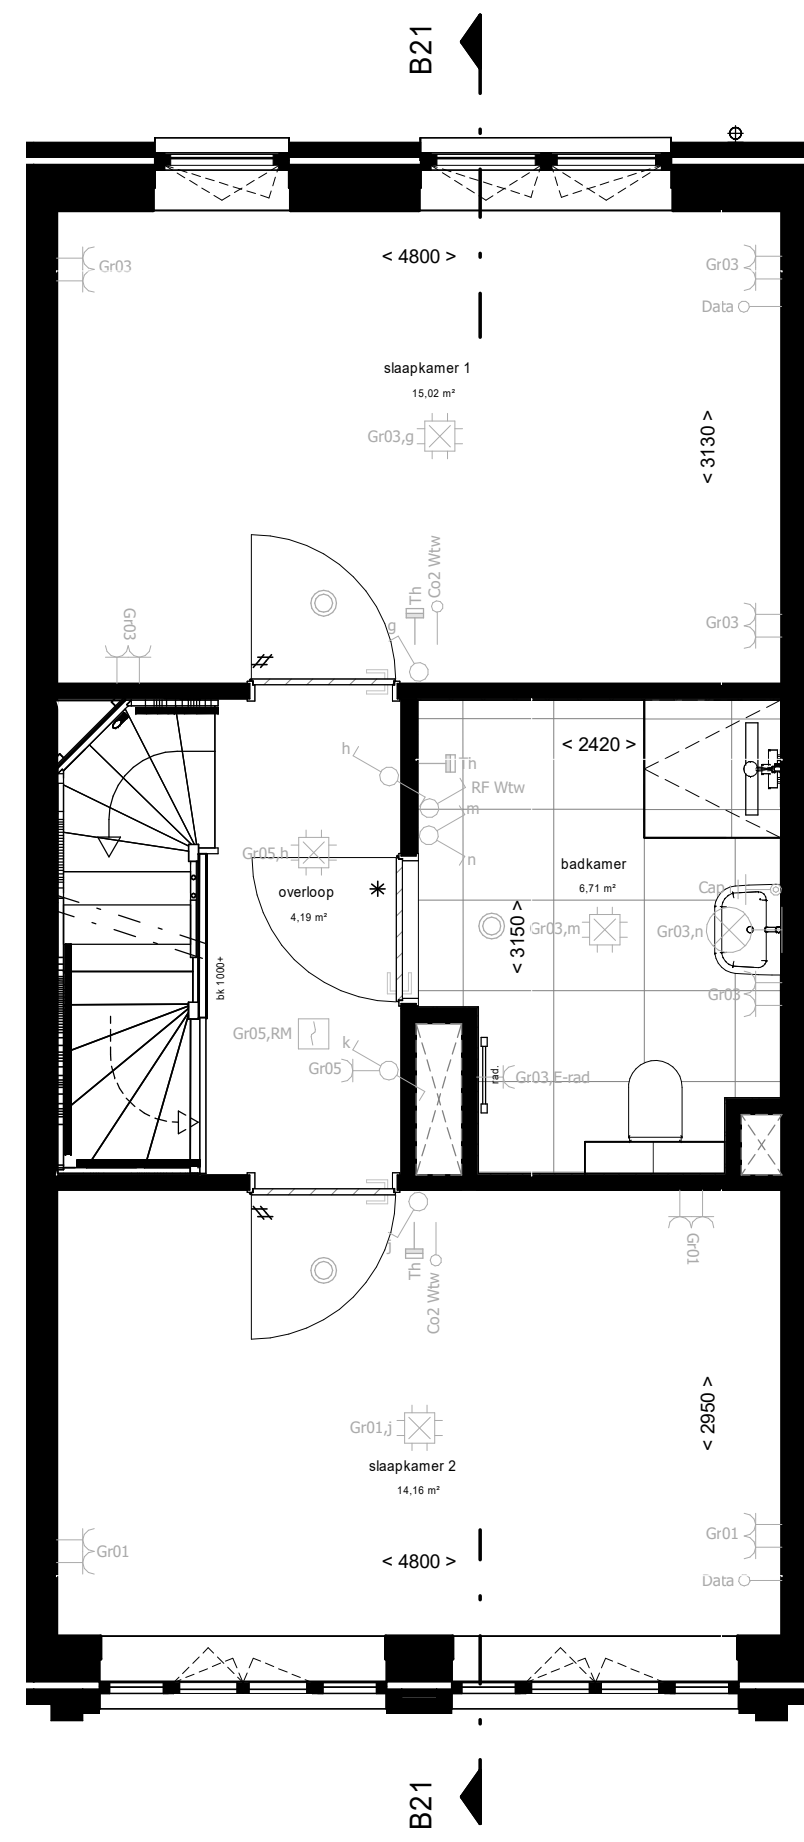 B21
< 4800 >
Gr03
Gr03
Data
slaapkamer 1
15,02 m²
Gr03,g
< 3130 >
Co2 Wtw
Th
g
Gr03
Gr03
< 2420 >
h
Th
RF Wtw
m
n
Gr05,h
badkamer
6,71 m²
overloop
4,19 m²
Cap
< 3150 >
Gr03,m
Gr03,n
bk 1000+
Gr03
Gr05,RM
k
Gr05
rad.
Gr03,E-rad
j
Th
Co2 Wtw
Gr01
< 2950 >
Gr01,j
slaapkamer 2
14,16 m²
Gr01
Gr01
< 4800 >
Data
B21